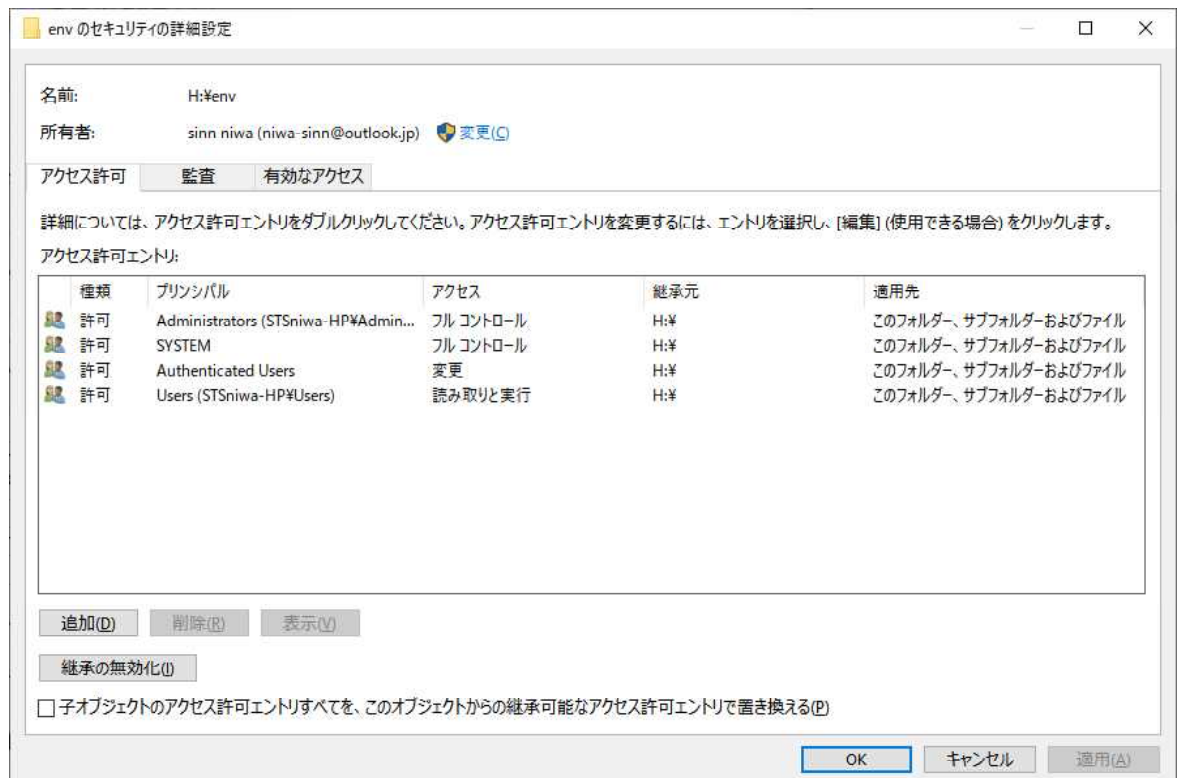 env のセキュリティの詳細設定
名前: H:¥env
所有者: sinn niwa (niwa-sinn@outlook.jp) 変更(C)
アクセス許可 監査 有効なアクセス
詳細については、アクセス許可エントリをダブルクリックしてください。アクセス許可エントリを変更するには、エントリを選択し、[編集] (使用できる場合) をクリックします。
アクセス許可エントリ:
種類 プリンシパル アクセス 継承元 適用先
許可 Administrators (STSniwa-HP¥Admin... フル コントロール H:¥ このフォルダー、サブフォルダーおよびファイル
許可 SYSTEM フル コントロール H:¥ このフォルダー、サブフォルダーおよびファイル
許可 Authenticated Users 変更 H:¥ このフォルダー、サブフォルダーおよびファイル
許可 Users (STSniwa-HP¥Users) 読み取りと実行 H:¥ このフォルダー、サブフォルダーおよびファイル
追加(D) 削除(R) 表示(V)
継承の無効化(I)
子オブジェクトのアクセス許可エントリすべてを、このオブジェクトからの継承可能なアクセス許可エントリで置き換える(P)
OK キャンセル 適用(A)